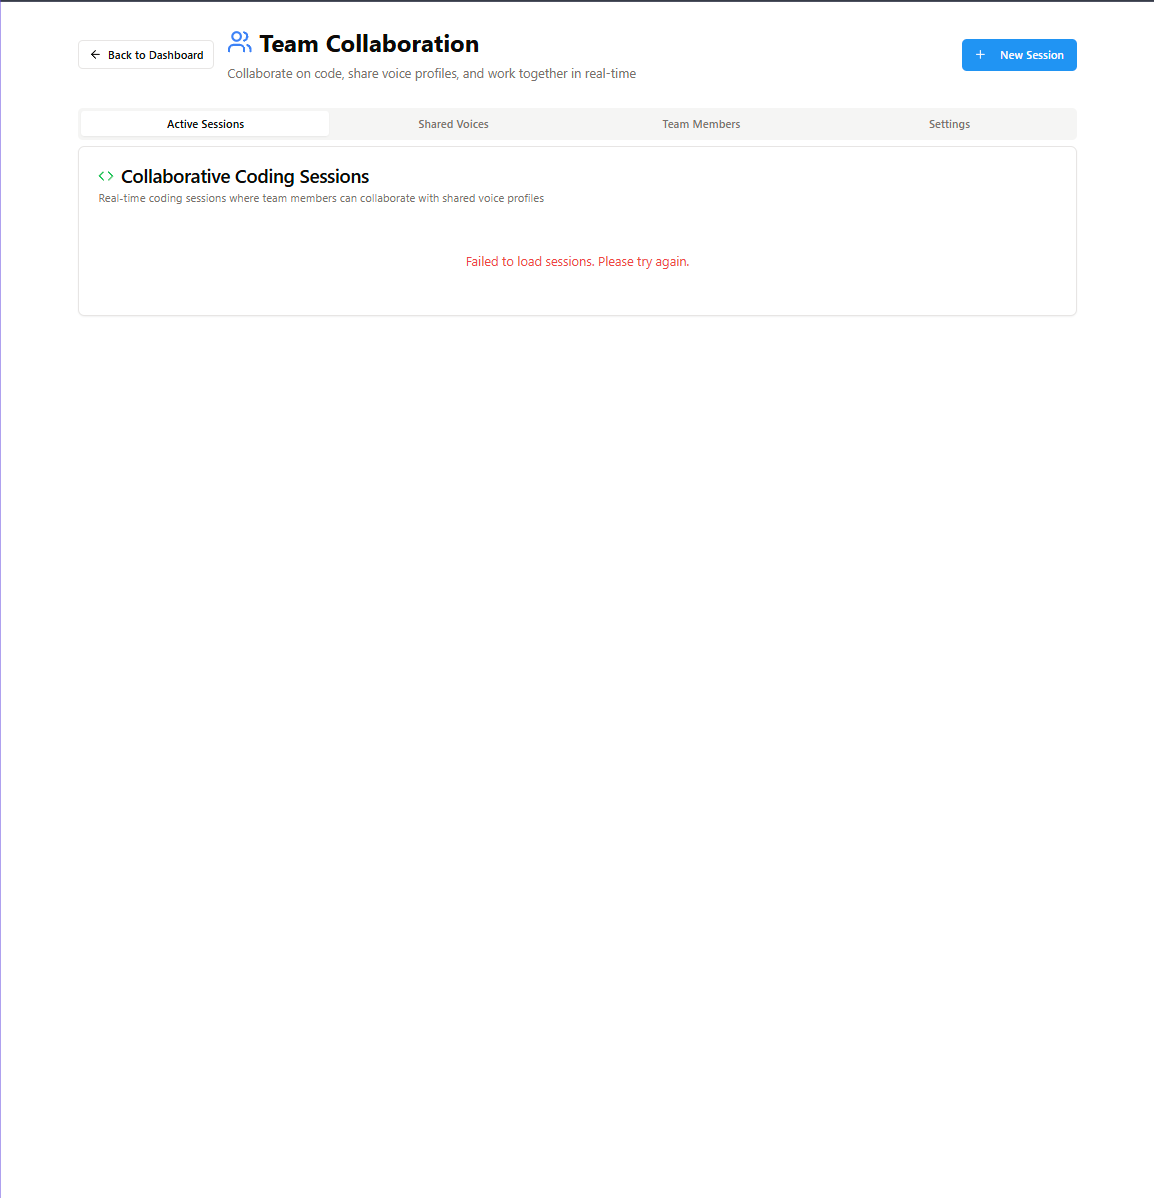 Back to Dashboard
Team Collaboration
Collaborate on code, share voice profiles, and work together in real-time
New Session
Active Sessions
Shared Voices
Team Members
Settings
Collaborative Coding Sessions
Real-time coding sessions where team members can collaborate with shared voice profiles
Failed to load sessions. Please try again.